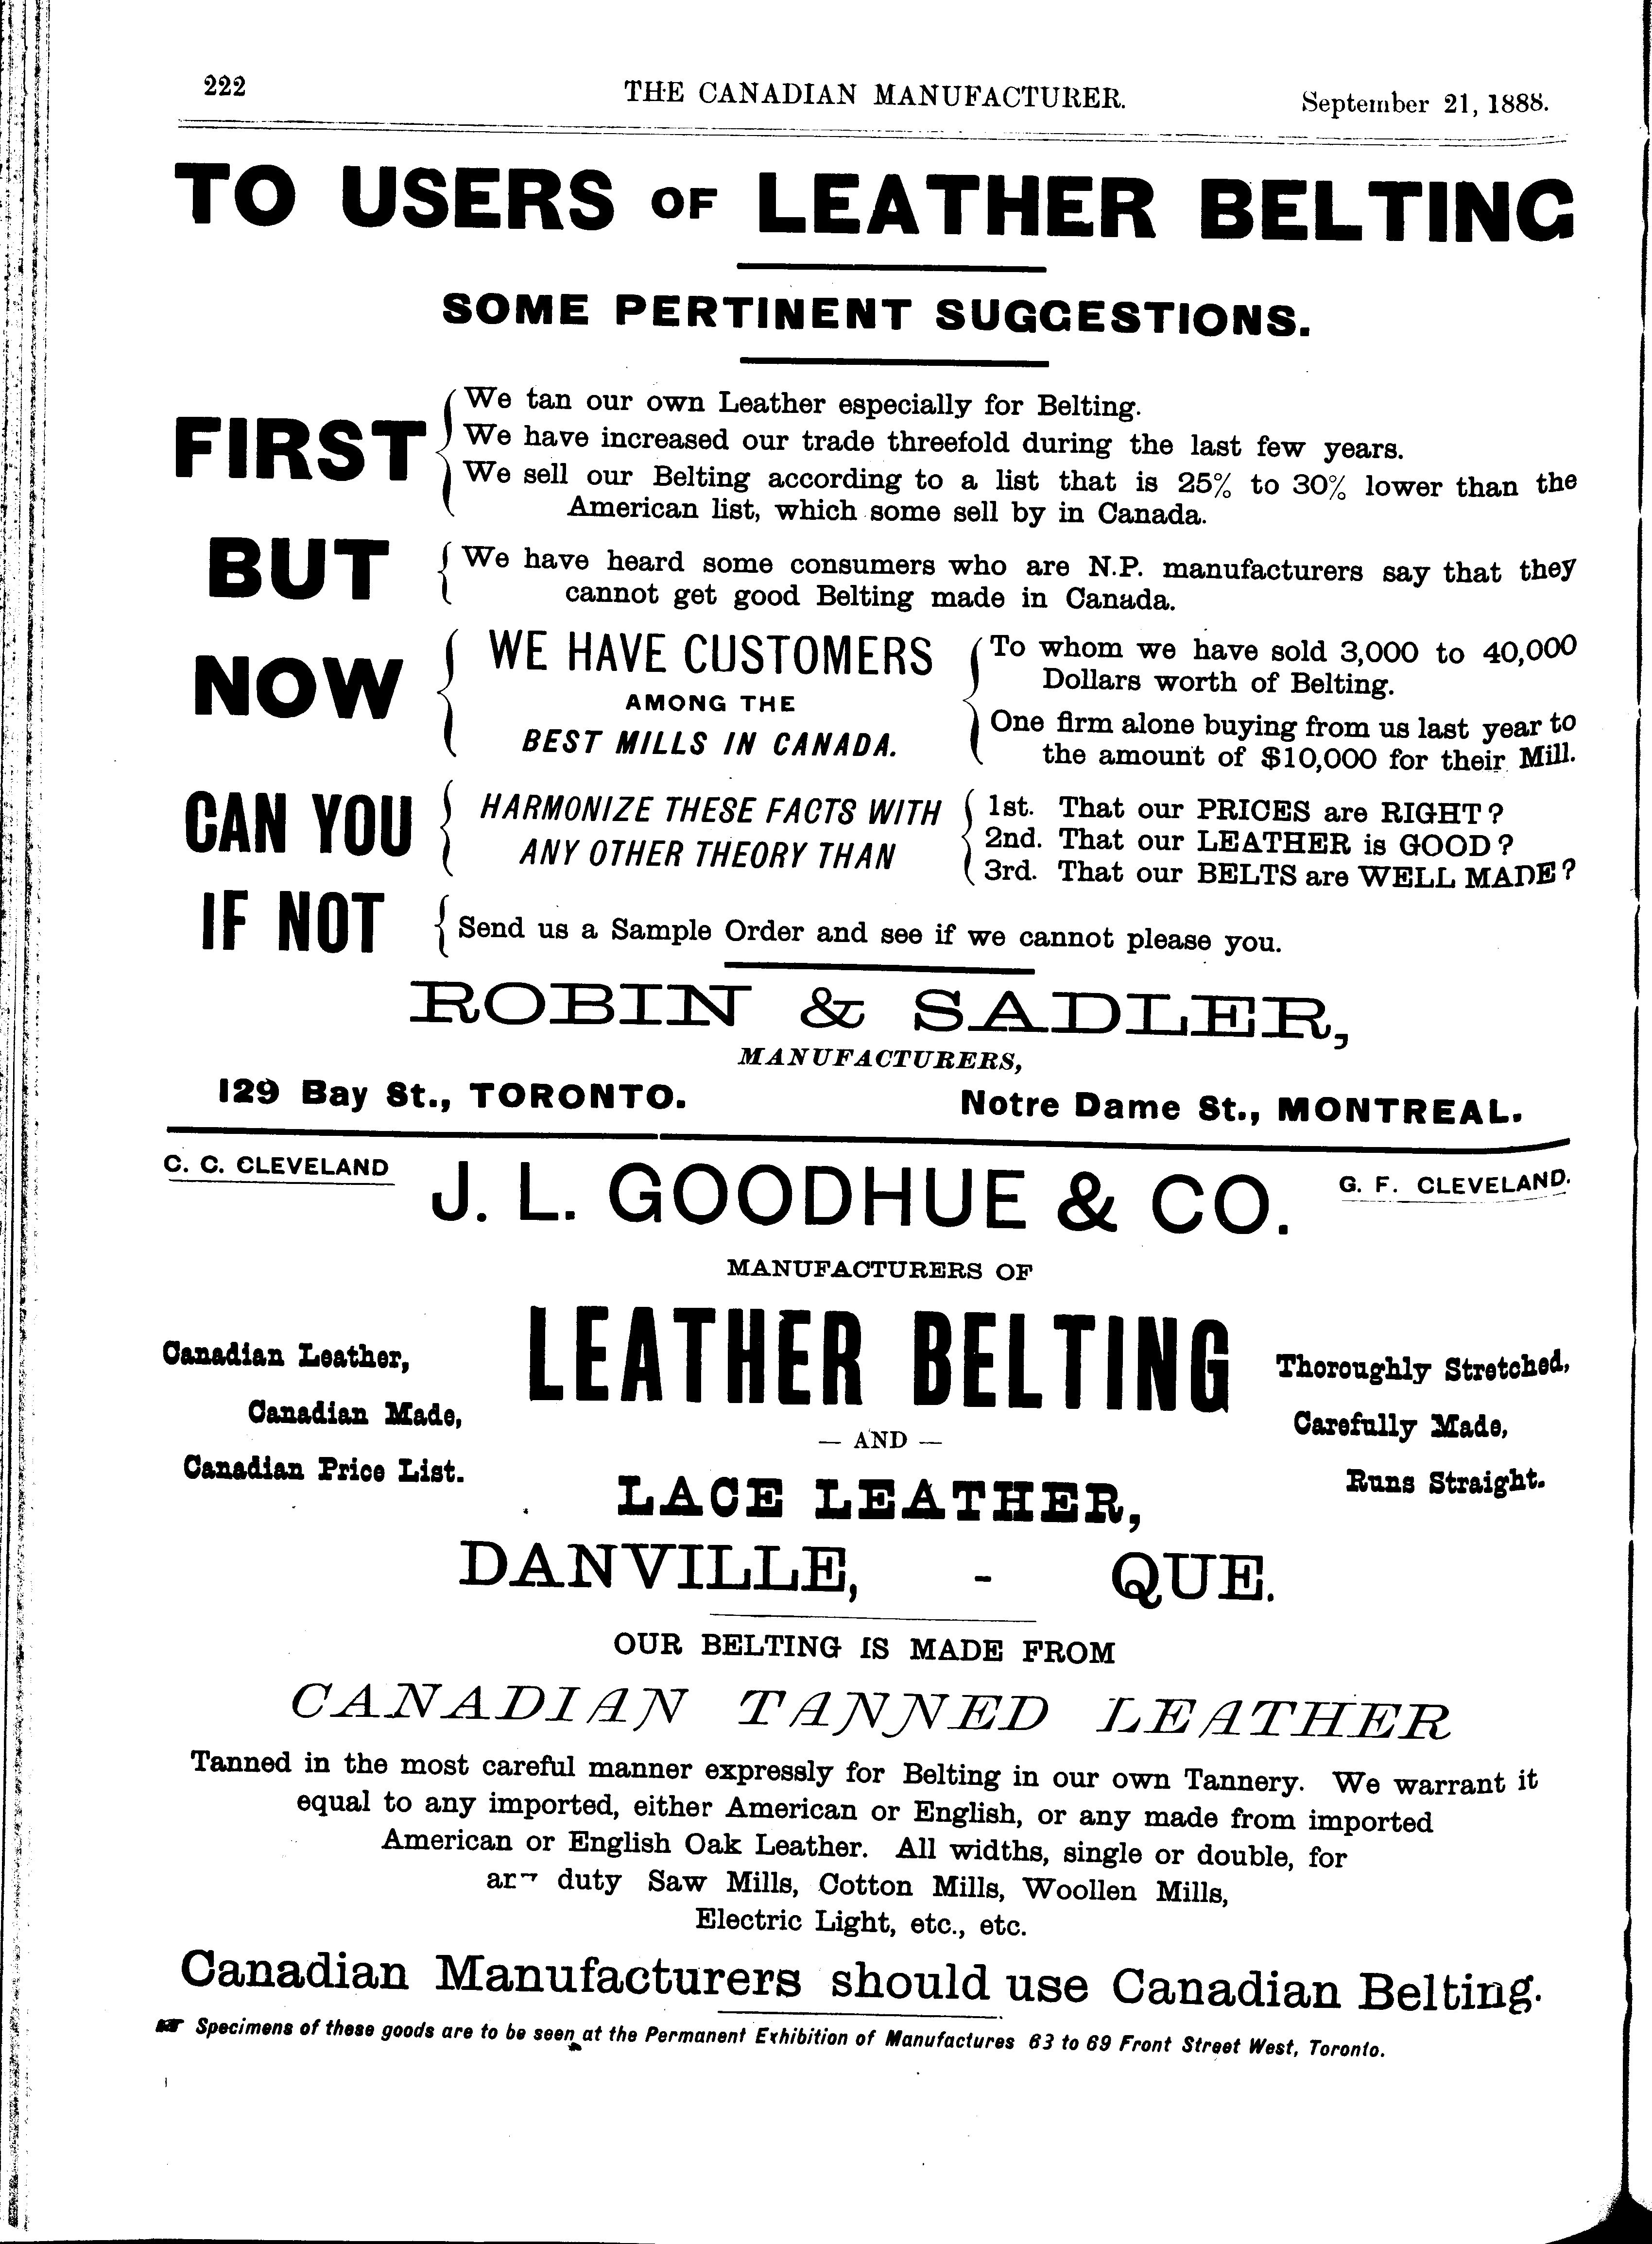 222 THE CANADIAN MANUFACTURER. September 21, 1888.
TO USERS OF LEATHER BELTING
SOME PERTINENT SUGGESTIONS.
FIRST
We tan our own Leather especially for Belting.
We have increased our trade threefold during the last few years.
We sell our Belting according to a list that is 25% to 30% lower than the
American list, which some sell by in Canada.
BUT
We have heard some consumers who are N.P. manufacturers say that they
cannot get good Belting made in Canada.
NOW
WE HAVE CUSTOMERS
AMONG THE
BEST MILLS IN CANADA.
To whom we have sold 3,000 to 40,000
Dollars worth of Belting.
One firm alone buying from us last year to
the amount of $10,000 for their Mill.
CAN YOU
HARMONIZE THESE FACTS WITH
ANY OTHER THEORY THAN
1st. That our PRICES are RIGHT?
2nd. That our LEATHER is GOOD?
3rd. That our BELTS are WELL MADE?
IF NOT
Send us a Sample Order and see if we cannot please you.
ROBIN & SADLER,
MANUFACTURERS,
129 Bay St., TORONTO. Notre Dame St., MONTREAL.
C. C. CLEVELAND J. L. GOODHUE & CO. G. F. CLEVELAND.
MANUFACTURERS OF
LEATHER BELTING
Canadian Leather,
Canadian Made,
Canadian Price List.
Thoroughly Stretched,
Carefully Made,
Runs Straight.
— AND —
LACE LEATHER,
DANVILLE, - QUE.
OUR BELTING IS MADE FROM
CANADIAN TANNED LEATHER
Tanned in the most careful manner expressly for Belting in our own Tannery. We warrant it
equal to any imported, either American or English, or any made from imported
American or English Oak Leather. All widths, single or double, for
duty Saw Mills, Cotton Mills, Woollen Mills,
Electric Light, etc., etc.
Canadian Manufacturers should use Canadian Belting.
☛ Specimens of these goods are to be seen at the Permanent Exhibition of Manufactures 63 to 69 Front Street West, Toronto.